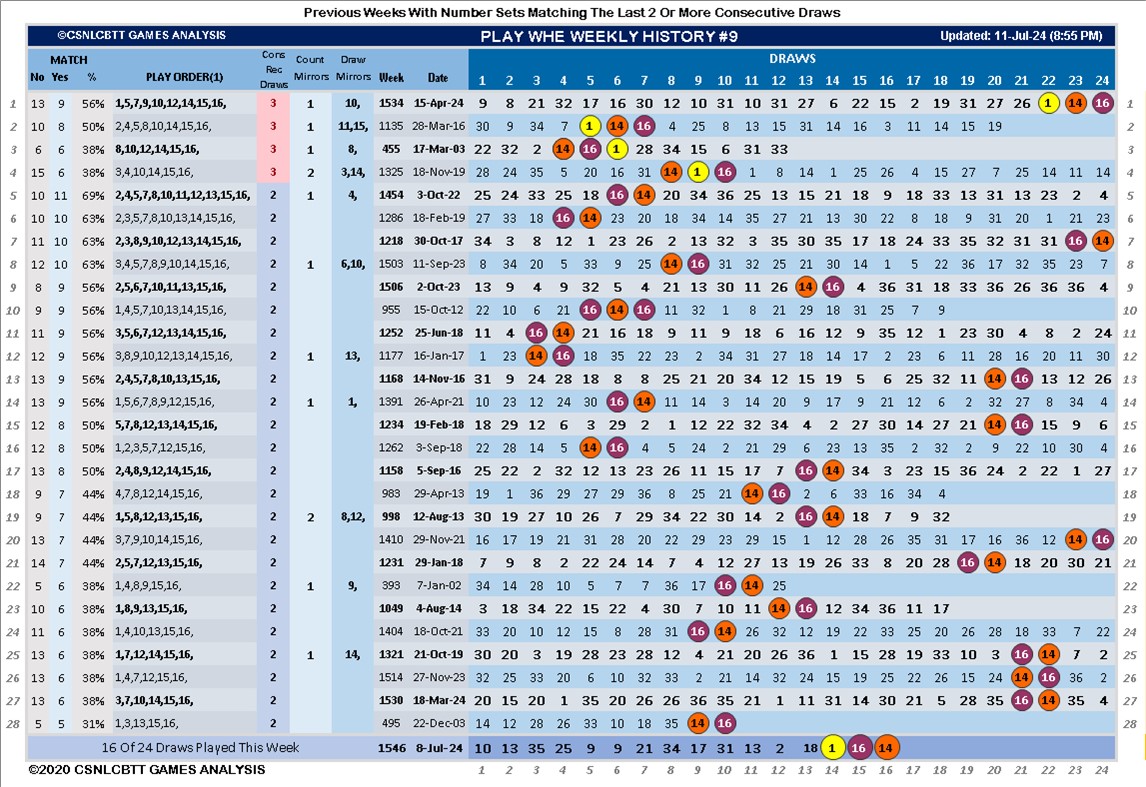 Previous Weeks With Number Sets Matching The Last 2 Or More Consecutive Draws
©CSNLCBTT GAMES ANALYSIS PLAY WHE WEEKLY HISTORY #9 Updated: 11-Jul-24 (8:55 PM)
MATCH Cons Rec Draws Count Mirrors Draw Mirrors DRAWS
No Yes % PLAY ORDER(1) Week Date 1 2 3 4 5 6 7 8 9 10 11 12 13 14 15 16 17 18 19 20 21 22 23 24
1 13 9 56% 1,5,7,9,10,12,14,15,16, 3 1 10, 1534 15-Apr-24 9 8 21 32 17 16 30 12 10 31 10 31 27 6 22 15 2 19 31 27 26 1 14 16 1
2 10 8 50% 2,4,5,8,10,14,15,16, 3 1 11,15, 1135 28-Mar-16 30 9 34 7 1 14 16 4 25 8 13 15 31 14 16 3 11 14 15 19 2
3 6 6 38% 8,10,12,14,15,16, 3 1 8, 455 17-Mar-03 22 32 2 14 16 1 28 34 15 6 31 33 3
4 15 6 38% 3,4,10,14,15,16, 3 2 3,14, 1325 18-Nov-19 28 24 35 5 20 16 31 14 1 16 1 8 14 1 25 26 4 15 27 7 25 14 11 14 4
5 10 11 69% 2,4,5,7,8,10,11,12,13,15,16, 2 1 4, 1454 3-Oct-22 25 24 33 25 18 16 14 20 34 36 25 13 15 21 18 9 18 33 13 31 13 23 2 4 5
6 10 10 63% 2,3,5,7,8,10,13,14,15,16, 2 1286 18-Feb-19 27 33 18 16 14 23 20 18 34 14 35 27 21 13 30 22 8 18 9 31 20 1 21 23 6
7 11 10 63% 2,3,8,9,10,12,13,14,15,16, 2 1218 30-Oct-17 34 3 8 12 1 23 26 2 13 32 3 35 30 35 17 18 24 33 35 32 31 31 16 14 7
8 12 10 63% 3,4,5,7,8,9,10,14,15,16, 2 1 6,10, 1503 11-Sep-23 8 34 20 5 33 9 25 14 16 31 32 25 21 30 14 1 9 5 22 36 17 32 35 23 7 8
9 8 9 56% 2,5,6,7,10,11,13,15,16, 2 1506 2-Oct-23 13 9 4 9 32 5 4 21 13 30 11 26 14 16 4 36 31 18 33 36 26 36 36 4 9
10 9 9 56% 1,4,5,7,10,13,14,15,16, 2 955 15-Oct-12 22 10 6 21 16 14 16 11 32 1 8 21 29 18 31 25 7 9 10
11 11 9 56% 3,5,6,7,12,13,14,15,16, 2 1252 25-Jun-18 11 4 16 14 21 16 18 9 11 9 18 6 16 12 9 35 12 1 20 30 4 8 2 24 11
12 12 9 56% 3,8,9,10,12,13,14,15,16, 2 1 13, 1177 16-Jan-17 1 23 14 16 18 35 22 23 2 34 31 27 18 14 17 2 23 6 11 28 16 20 11 30 12
13 13 9 56% 2,4,5,7,8,10,13,15,16, 2 1168 14-Nov-16 31 9 24 28 18 8 8 25 21 20 34 12 15 19 5 6 25 32 11 14 16 13 12 26 13
14 13 9 56% 1,5,6,7,8,9,12,15,16, 2 1 1, 1391 26-Apr-21 10 23 12 24 30 16 14 11 9 2 13 14 20 9 17 9 21 6 2 32 27 8 34 4 14
15 12 8 50% 5,7,8,12,13,14,15,16, 2 1234 19-Feb-18 18 29 12 6 3 29 2 1 12 22 32 34 4 2 27 30 14 27 21 14 16 15 9 6 15
16 12 8 50% 1,2,3,5,7,12,15,16, 2 1262 3-Sep-18 22 28 14 5 14 16 4 5 24 2 21 29 6 23 13 35 2 32 2 9 22 10 30 4 16
17 13 8 50% 2,4,8,9,12,14,15,16, 2 1158 5-Sep-16 25 22 2 32 12 13 23 26 11 15 17 7 16 14 34 3 23 15 36 24 2 22 1 27 17
18 9 7 44% 4,7,8,12,14,15,16, 2 983 29-Apr-13 19 1 36 29 27 29 36 8 25 21 14 16 2 6 33 16 34 4 18
19 9 7 44% 1,5,8,12,13,15,16, 2 2 8,12, 998 12-Aug-13 30 19 27 10 26 7 29 34 22 30 14 2 16 14 18 7 9 32 19
20 13 7 44% 3,7,9,10,14,15,16, 2 1410 29-Nov-21 16 17 19 21 31 28 20 22 29 23 29 15 1 12 28 26 35 31 17 16 36 12 14 16 20
21 14 7 44% 2,5,7,12,13,15,16, 2 1231 29-Jan-18 7 9 8 2 22 24 14 7 4 12 27 13 19 26 33 8 20 28 16 14 18 20 30 21 21
22 5 6 38% 1,4,8,9,15,16, 2 1 9, 393 7-Jan-02 34 14 28 10 5 7 7 36 17 16 14 25 22
23 10 6 38% 1,8,9,13,15,16, 2 1049 4-Aug-14 3 18 34 22 15 22 4 30 7 10 11 14 16 12 34 36 11 17 23
24 11 6 38% 1,4,10,13,15,16, 2 1404 18-Oct-21 33 20 10 12 15 8 28 31 16 14 26 32 12 19 22 33 25 20 26 28 18 33 7 22 24
25 13 6 38% 1,7,12,14,15,16, 2 1 14, 1321 21-Oct-19 30 20 3 19 28 23 28 12 4 21 20 26 36 1 15 28 19 33 10 3 16 14 7 2 25
26 13 6 38% 1,4,7,12,15,16, 2 1514 27-Nov-23 32 25 33 20 6 10 32 33 2 21 14 32 24 15 19 25 26 22 26 25 14 16 36 2 26
27 13 6 38% 3,7,10,14,15,16, 2 1530 18-Mar-24 20 15 20 1 35 20 26 26 36 35 21 1 11 31 14 30 21 5 28 35 16 14 35 4 27
28 5 5 31% 1,3,13,15,16, 2 495 22-Dec-03 14 12 28 26 33 10 18 35 14 16 28
16 Of 24 Draws Played This Week 1546 8-Jul-24 10 13 35 25 9 9 21 34 17 31 13 2 18 1 16 14
©2020 CSNLCBTT GAMES ANALYSIS 1 2 3 4 5 6 7 8 9 10 11 12 13 14 15 16 17 18 19 20 21 22 23 24